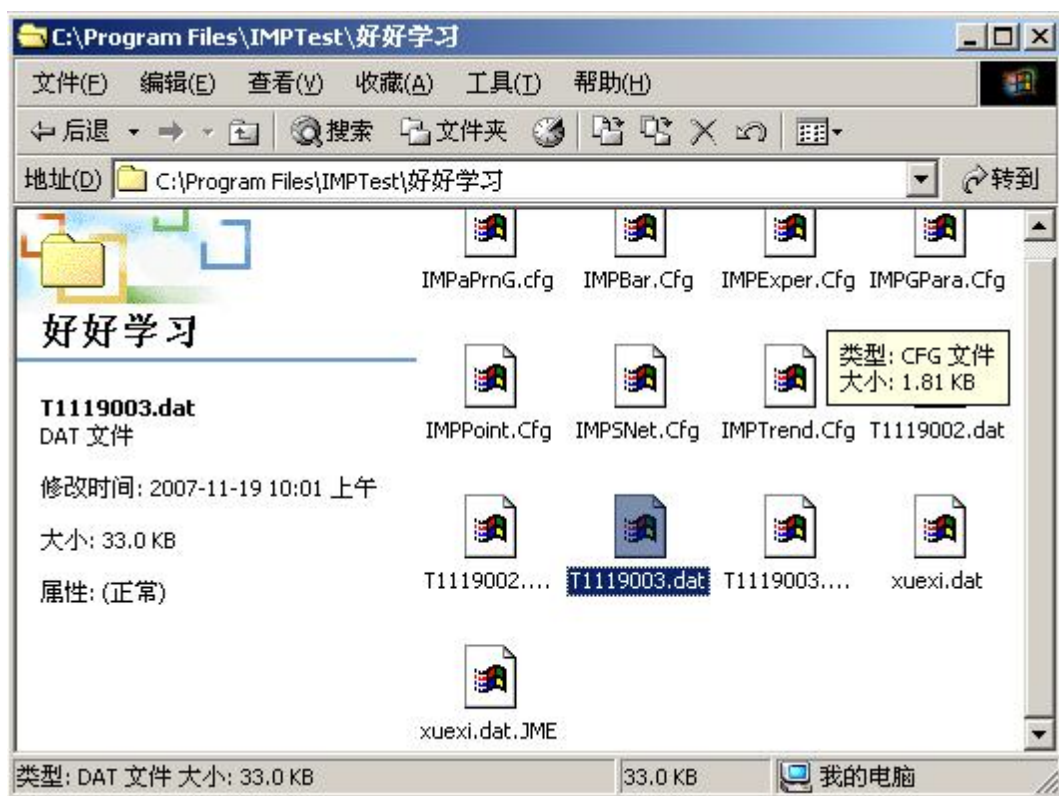 C:\Program Files\IMPTest\好好学习
文件(F) 编辑(E) 查看(V) 收藏(A) 工具(T) 帮助(H)
后退 搜索 文件夹
地址(D) C:\Program Files\IMPTest\好好学习 转到
好好学习
T1119003.dat
DAT 文件
修改时间: 2007-11-19 10:01 上午
大小: 33.0 KB
属性: (正常)
IMPaPrnG.cfg IMPBar.Cfg IMPExper.Cfg IMPGPara.Cfg
类型: CFG 文件
大小: 1.81 KB
IMPPoint.Cfg IMPSNet.Cfg IMPTrend.Cfg T1119002.dat
T1119002.... T1119003.dat T1119003.... xuexi.dat
xuexi.dat.JME
类型: DAT 文件 大小: 33.0 KB 33.0 KB 我的电脑